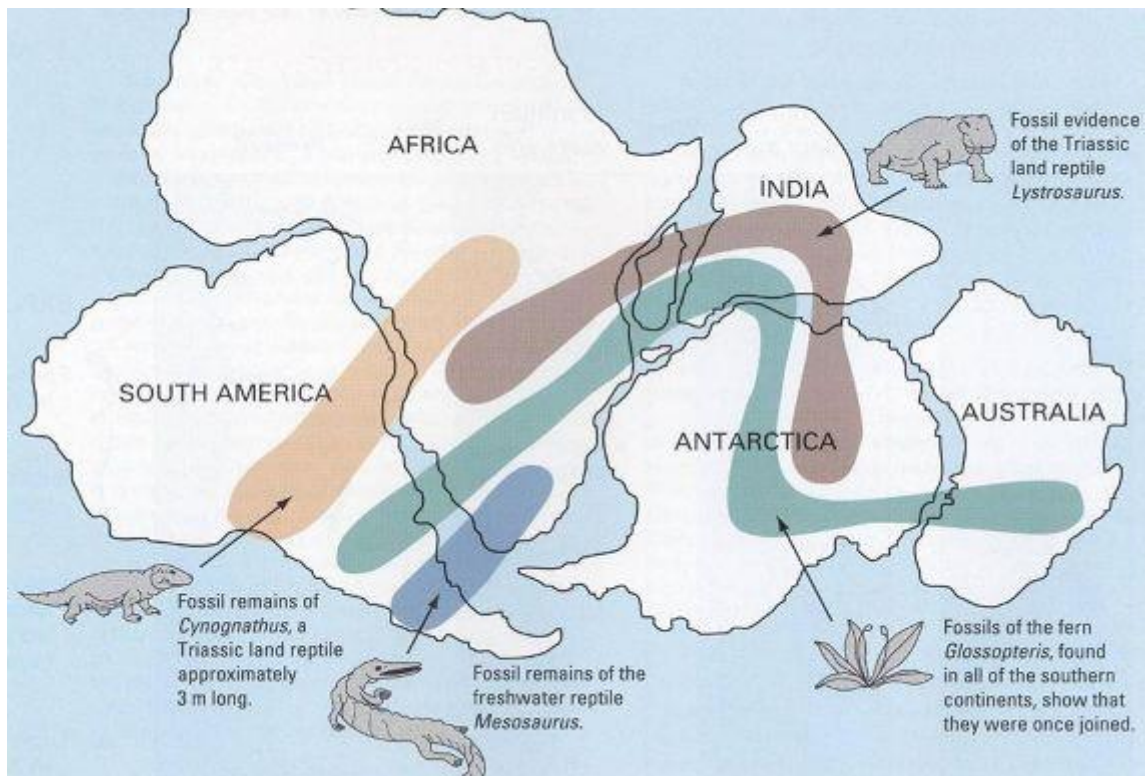 AFRICA
INDIA
Fossil evidence
of the Triassic
land reptile
Lystrosaurus.
SOUTH AMERICA
ANTARCTICA
AUSTRALIA
Fossil remains of
Cynognathus, a
Triassic land reptile
approximately
3 m long.
Fossil remains of the
freshwater reptile
Mesosaurus.
Fossils of the fern
Glossopteris, found
in all of the southern
continents, show that
they were once joined.